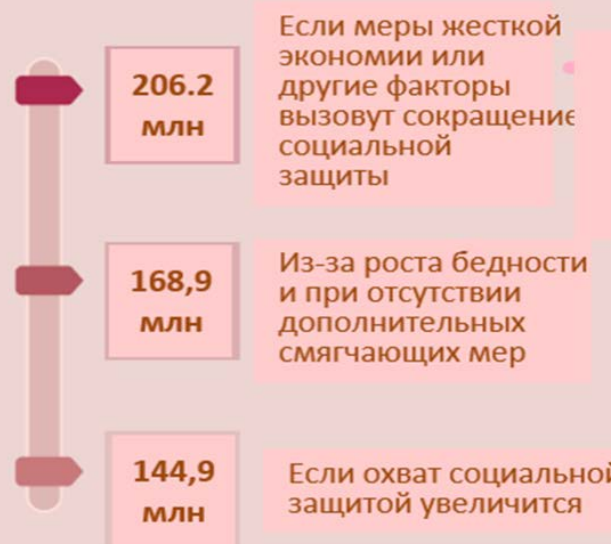 206.2
млн
Если меры жесткой
экономии или
другие факторы
вызовут сокращение
социальной
защиты
168,9
млн
Из-за роста бедности
и при отсутствии
дополнительных
смягчающих мер
144,9
млн
Если охват социальной
защитой увеличится